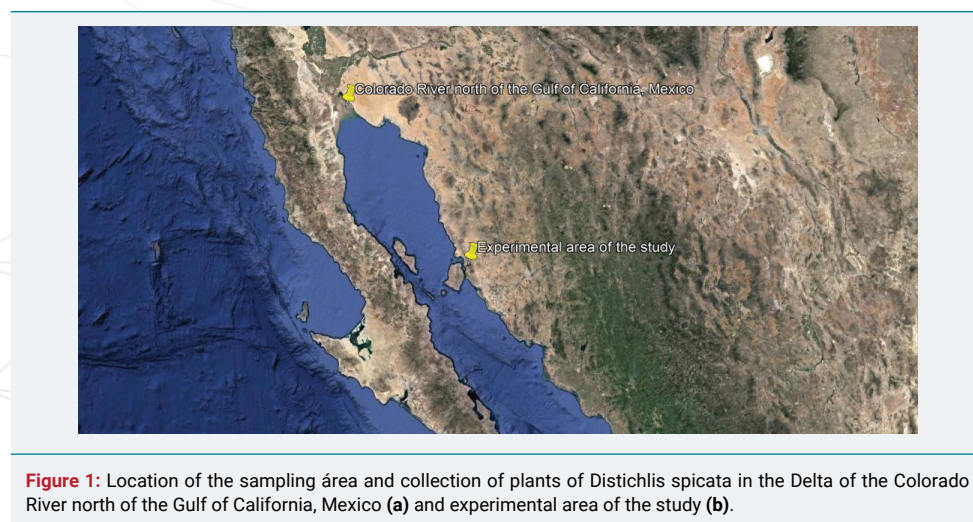 Colorado River north of the Gulf of California, Mexico
Experimental area of the study
Figure 1: Location of the sampling área and collection of plants of Distichlis spicata in the Delta of the Colorado
River north of the Gulf of California, Mexico (a) and experimental area of the study (b).